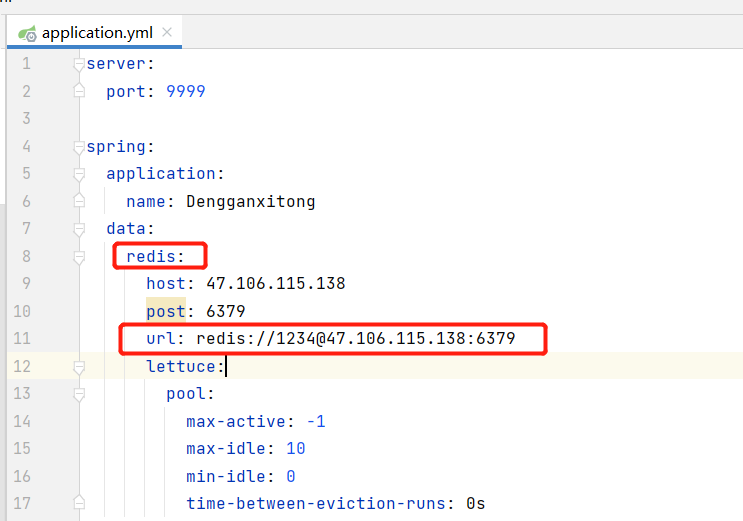 application.yml
1 server:
2 port: 9999
3
4 spring:
5 application:
6 name: Dengganxitong
7 data:
8 redis:
9 host: 47.106.115.138
10 post: 6379
11 url: redis://1234@47.106.115.138:6379
12 lettuce:
13 pool:
14 max-active: -1
15 max-idle: 10
16 min-idle: 0
17 time-between-eviction-runs: 0s